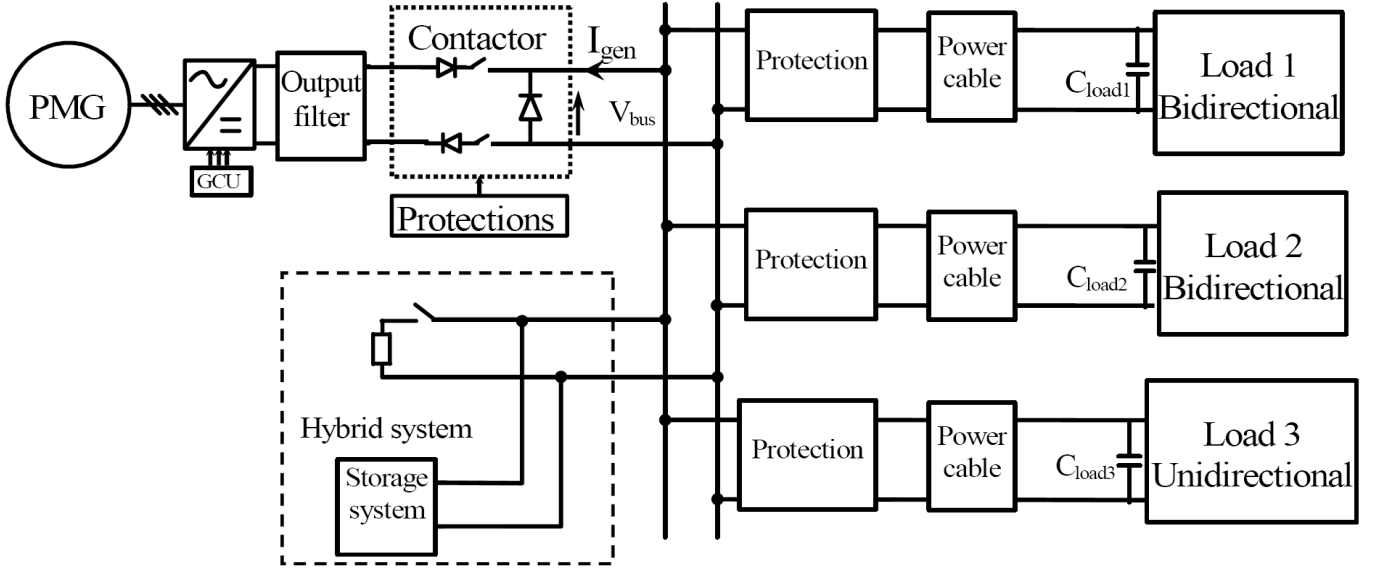 PMG
GCU
Output
filter
Contactor
I_gen
V_bus
Protections
Protection
Power
cable
C_load1
Load 1
Bidirectional
Protection
Power
cable
C_load2
Load 2
Bidirectional
Hybrid system
Storage
system
Protection
Power
cable
C_load3
Load 3
Unidirectional